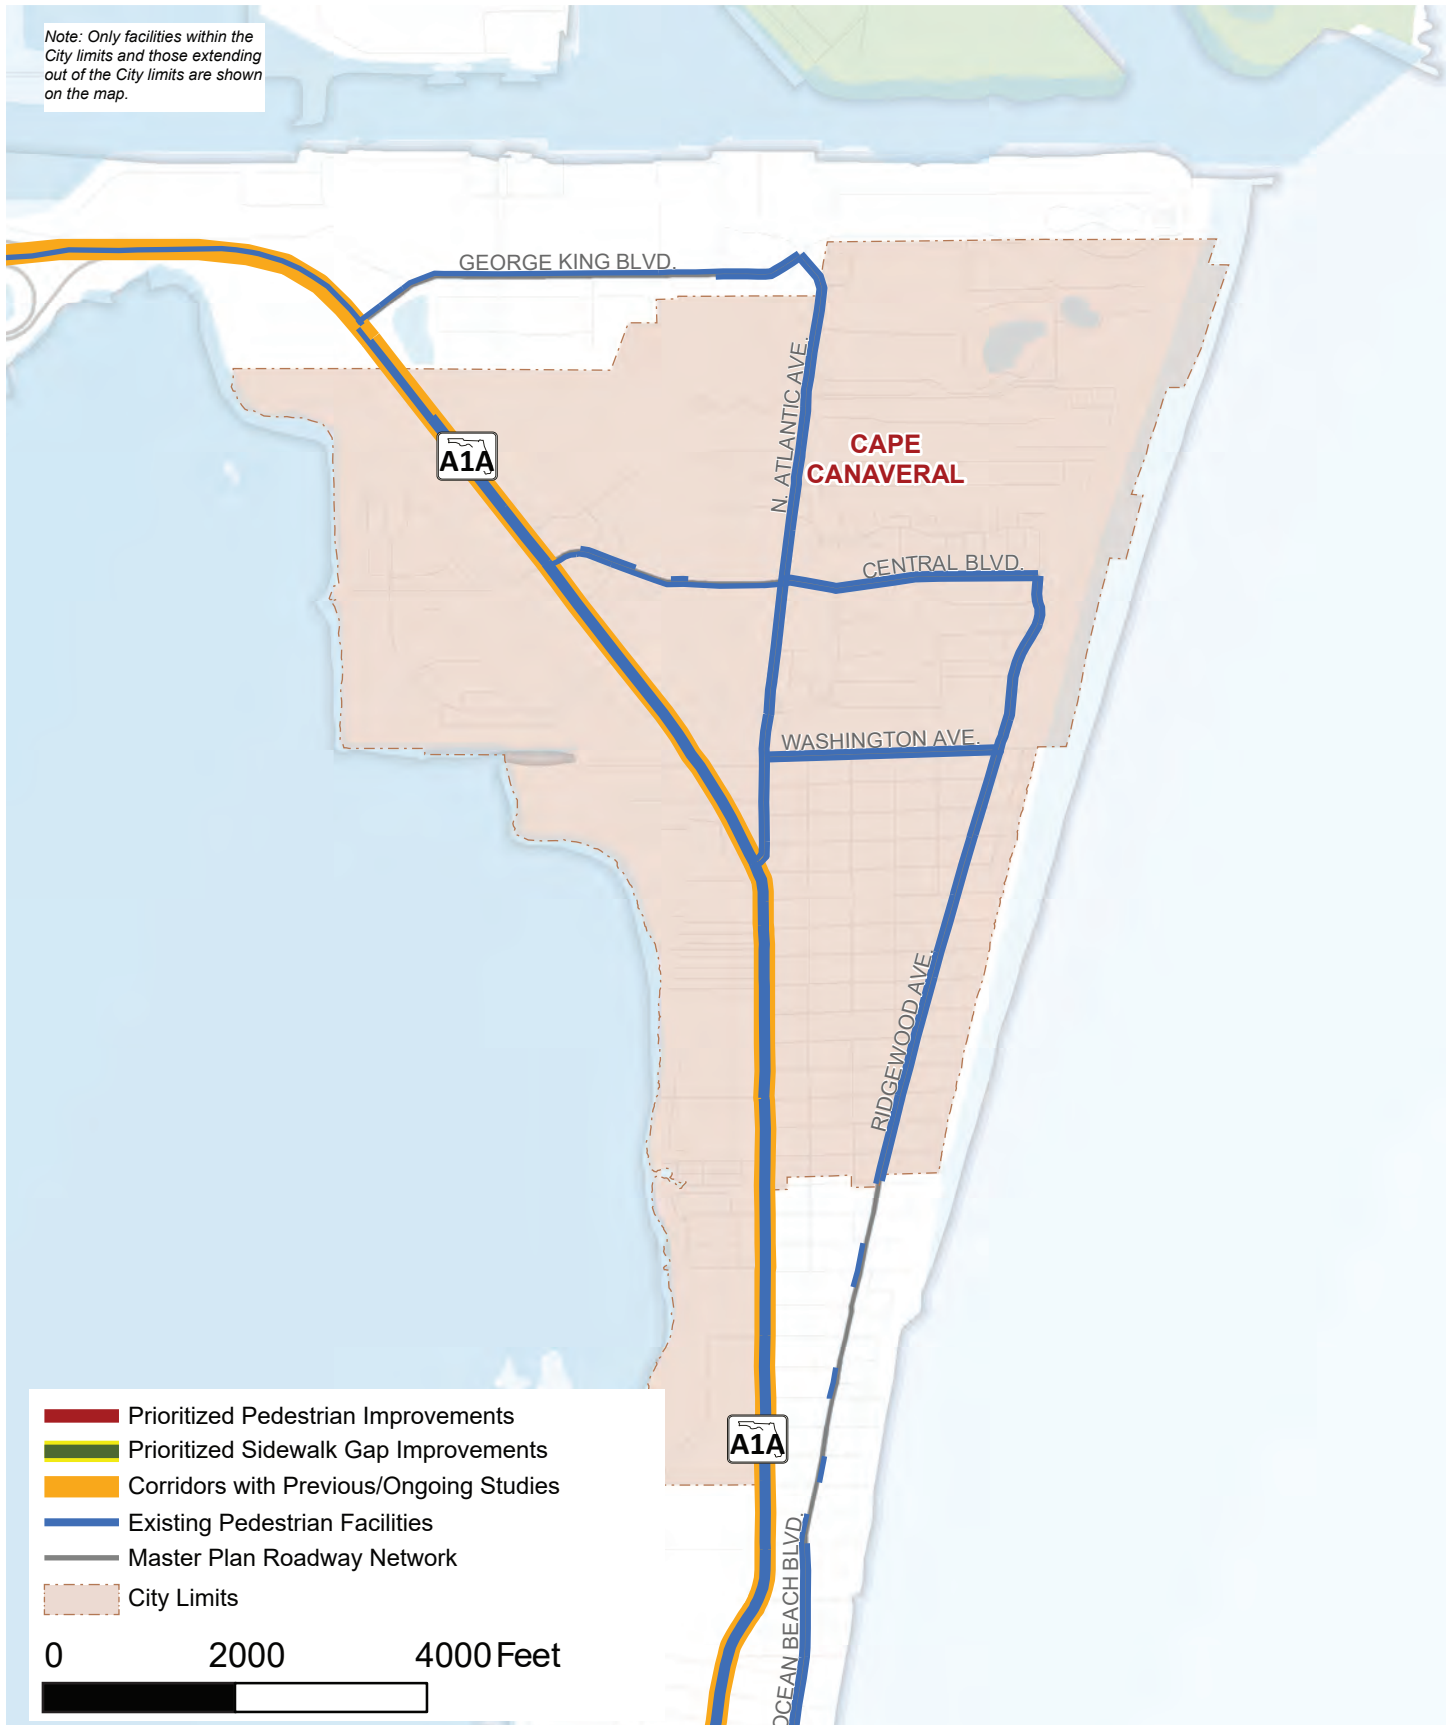 Note: Only facilities within the
City limits and those extending
out of the City limits are shown
on the map.
GEORGE KING BLVD.
N. ATLANTIC AVE.
CAPE
CANAVERAL
A1A
CENTRAL BLVD.
WASHINGTON AVE.
RIDGEWOOD AVE.
A1A
OCEAN BEACH BLVD.
Prioritized Pedestrian Improvements
Prioritized Sidewalk Gap Improvements
Corridors with Previous/Ongoing Studies
Existing Pedestrian Facilities
Master Plan Roadway Network
City Limits
0 2000 4000 Feet